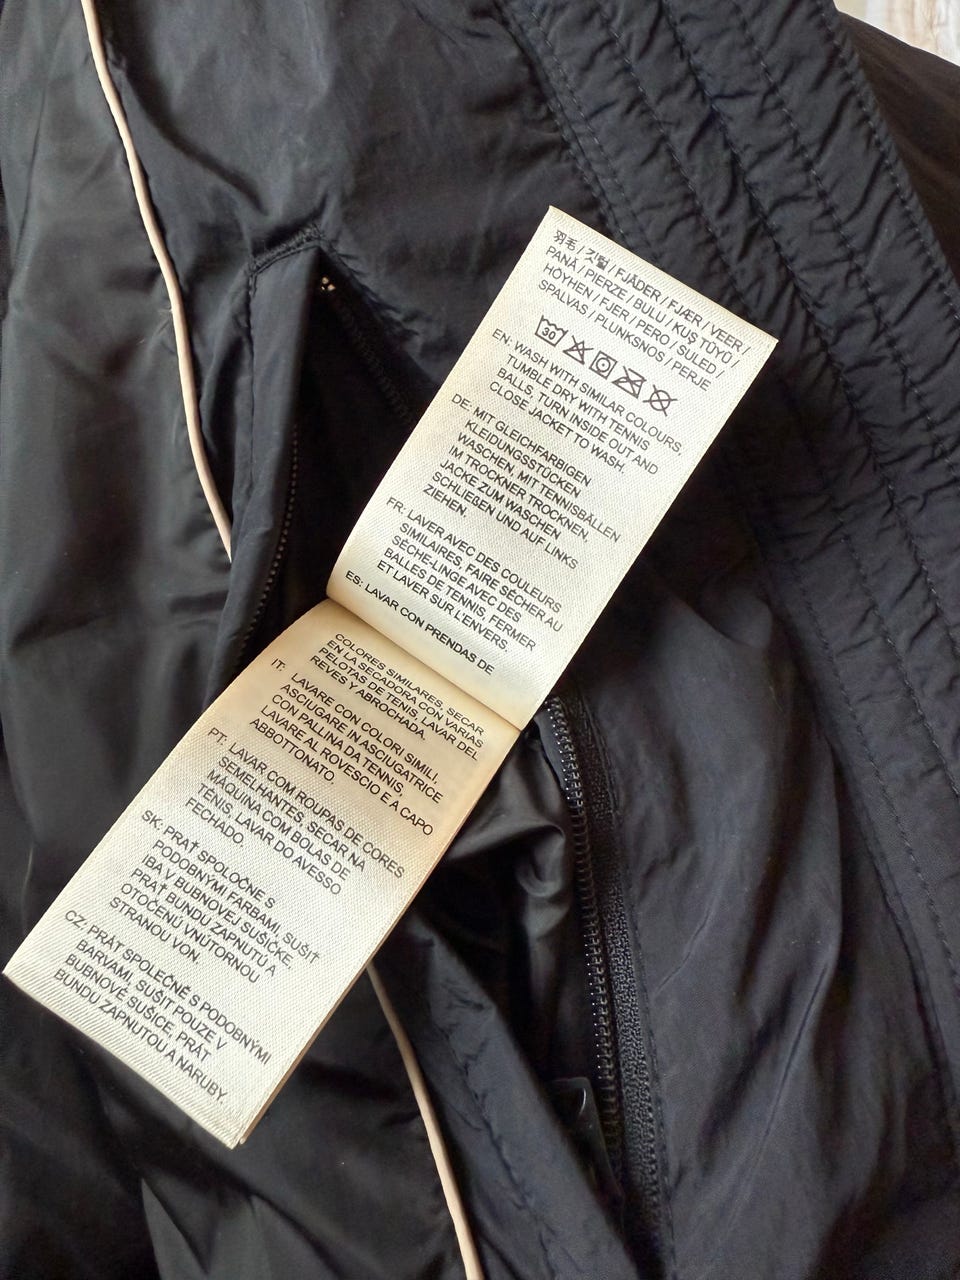 羽毛 / 깃털 / FJÄDER / FJÆR / VEER /
PANĂ / PIERZE / BULU / KUŞ TÜYÜ /
HÖYHEN / FJER / PERO / SULED /
SPALVAS / PLUNKSNOS / PERJE
30
EN: WASH WITH SIMILAR COLOURS,
TUMBLE DRY WITH TENNIS
BALLS, TURN INSIDE OUT AND
CLOSE JACKET TO WASH.
DE: MIT GLEICHFARBIGEN
KLEIDUNGSSTÜCKEN
WASCHEN, MIT TENNISBÄLLEN
IM TROCKNER TROCKNEN,
JACKE ZUM WASCHEN
SCHLIEßEN UND AUF LINKS
ZIEHEN.
FR: LAVER AVEC DES COULEURS
SIMILAIRES, FAIRE SÉCHER AU
SÈCHE-LINGE AVEC DES
BALLES DE TENNIS, FERMER
ET LAVER SUR L'ENVERS.
ES: LAVAR CON PRENDAS DE
COLORES SIMILARES, SECAR
EN LA SECADORA CON VARIAS
PELOTAS DE TENIS, LAVAR DEL
REVES Y ABROCHADA.
IT: LAVARE CON COLORI SIMILI,
ASCIUGARE IN ASCIUGATRICE
CON PALLINA DA TENNIS,
LAVARE AL ROVESCIO E A CAPO
ABBOTTONATO.
PT: LAVAR COM ROUPAS DE CORES
SEMELHANTES, SECAR NA
MÁQUINA COM BOLAS DE
TÉNIS, LAVAR DO AVESSO
FECHADO.
SK: PRAŤ SPOLOČNE S
PODOBNÝMI FARBAMI, SUŠIŤ
IBA V BUBNOVEJ SUŠIČKE,
PRAŤ BUNDU ZAPNUTÚ A
OTOČENÚ VNÚTORNOU
STRANOU VON.
CZ: PRÁT SPOLEČNĚ S PODOBNÝMI
BARVAMI, SUŠIT POUZE V
BUBNOVÉ SUŠICE, PRÁT
BUNDU ZAPNUTOU A NARUBY.